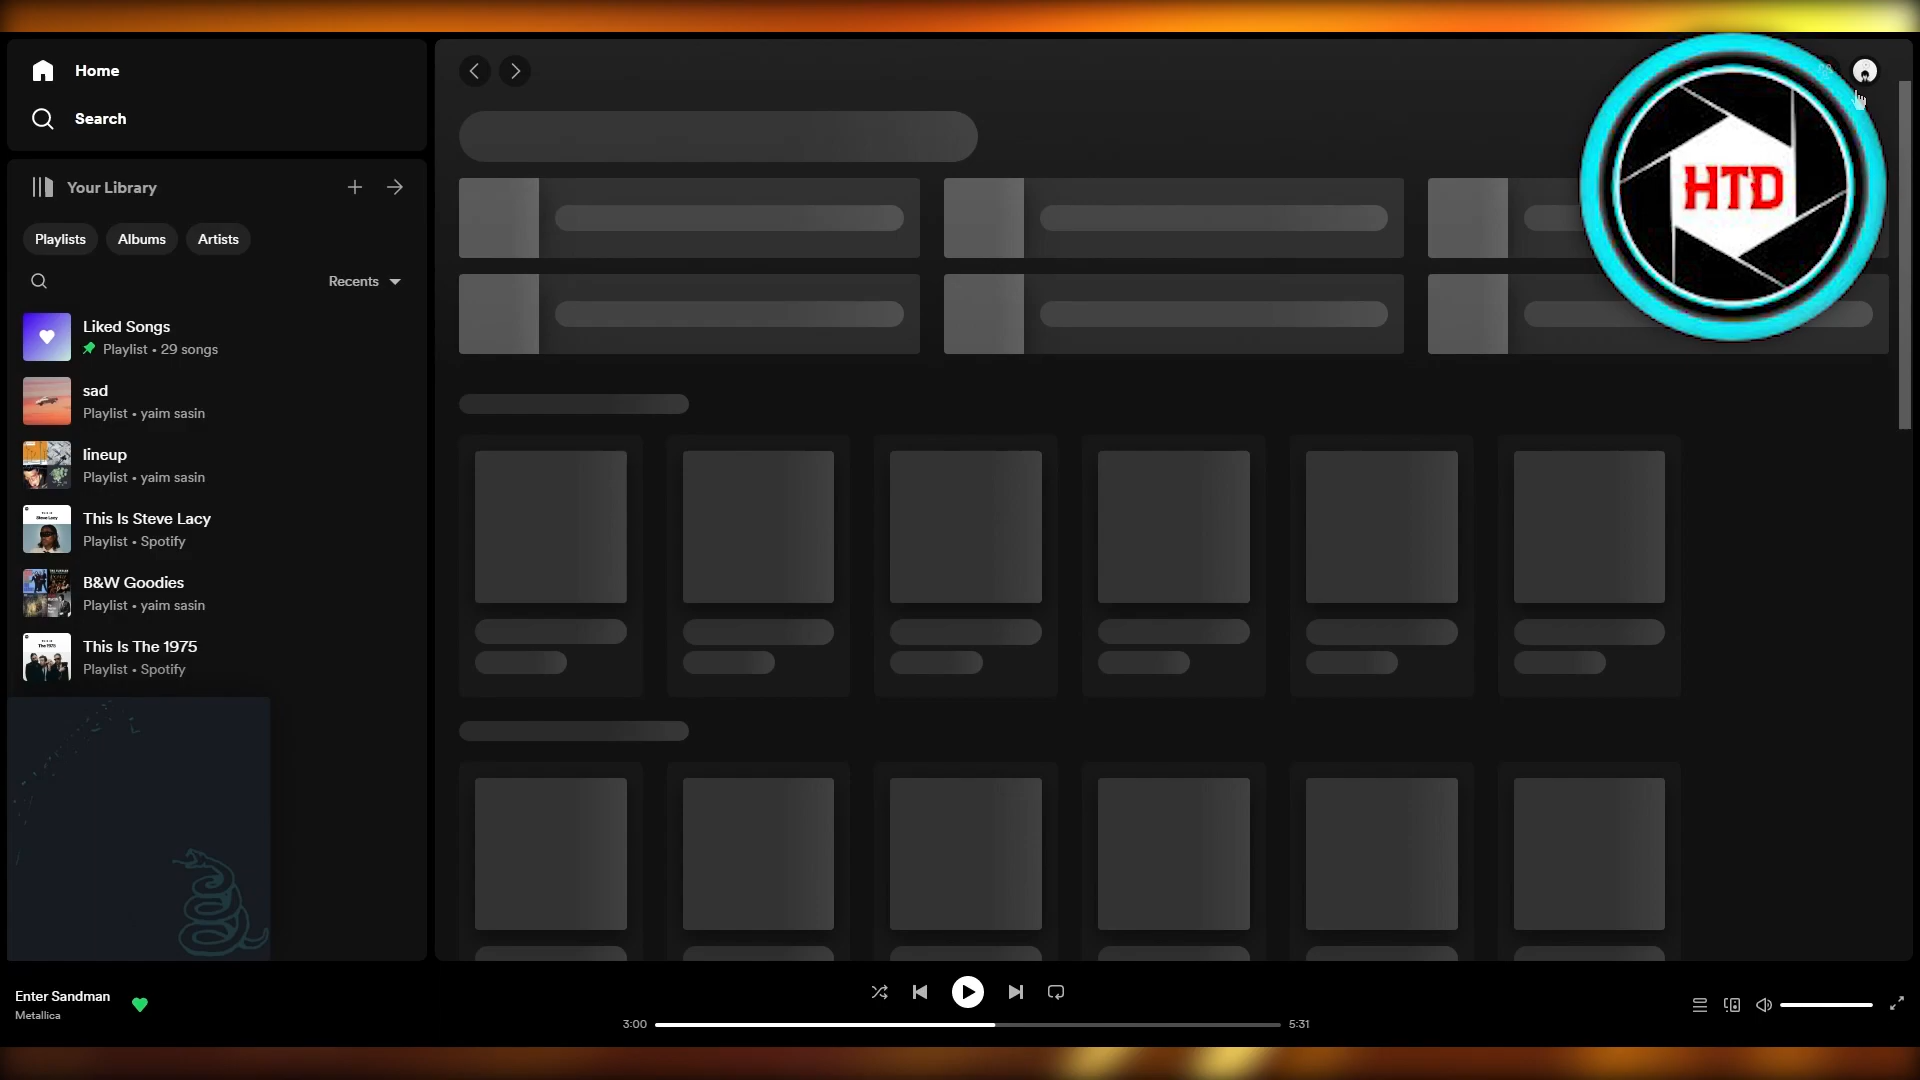 Home
Search
Your Library
Playlists
Albums
Artists
Recents
Liked Songs
Playlist • 29 songs
sad
Playlist • yaim sasin
lineup
Playlist • yaim sasin
This Is Steve Lacy
Playlist • Spotify
B&W Goodies
Playlist • yaim sasin
This Is The 1975
Playlist • Spotify
HTD
Enter Sandman
Metallica
3:00
5:31